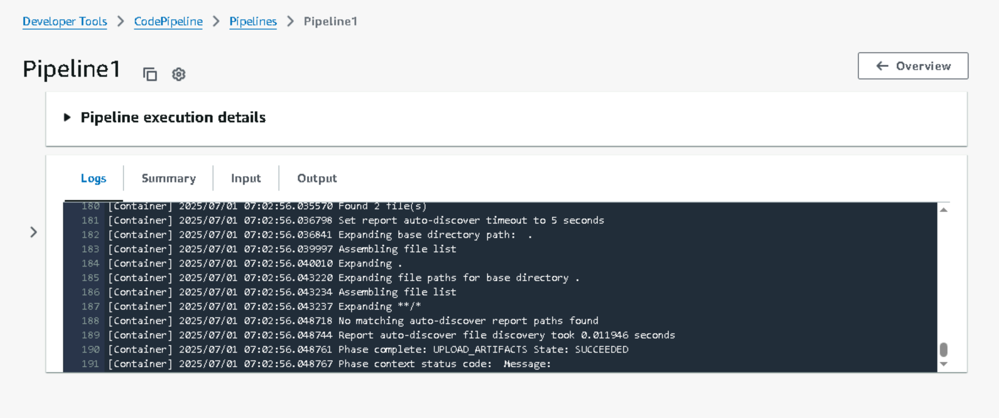 Developer Tools > CodePipeline > Pipelines > Pipeline1
Pipeline1
← Overview
Pipeline execution details
Logs Summary Input Output
180 [Container] 2025/07/01 07:02:56.035570 Found 2 file(s)
181 [Container] 2025/07/01 07:02:56.036798 Set report auto-discover timeout to 5 seconds
182 [Container] 2025/07/01 07:02:56.036841 Expanding base directory path:  .
183 [Container] 2025/07/01 07:02:56.039997 Assembling file list
184 [Container] 2025/07/01 07:02:56.040010 Expanding .
185 [Container] 2025/07/01 07:02:56.043220 Expanding file paths for base directory .
186 [Container] 2025/07/01 07:02:56.043234 Assembling file list
187 [Container] 2025/07/01 07:02:56.043237 Expanding **/*
188 [Container] 2025/07/01 07:02:56.048718 No matching auto-discover report paths found
189 [Container] 2025/07/01 07:02:56.048744 Report auto-discover file discovery took 0.011946 seconds
190 [Container] 2025/07/01 07:02:56.048761 Phase complete: UPLOAD_ARTIFACTS State: SUCCEEDED
191 [Container] 2025/07/01 07:02:56.048767 Phase context status code:  Message: